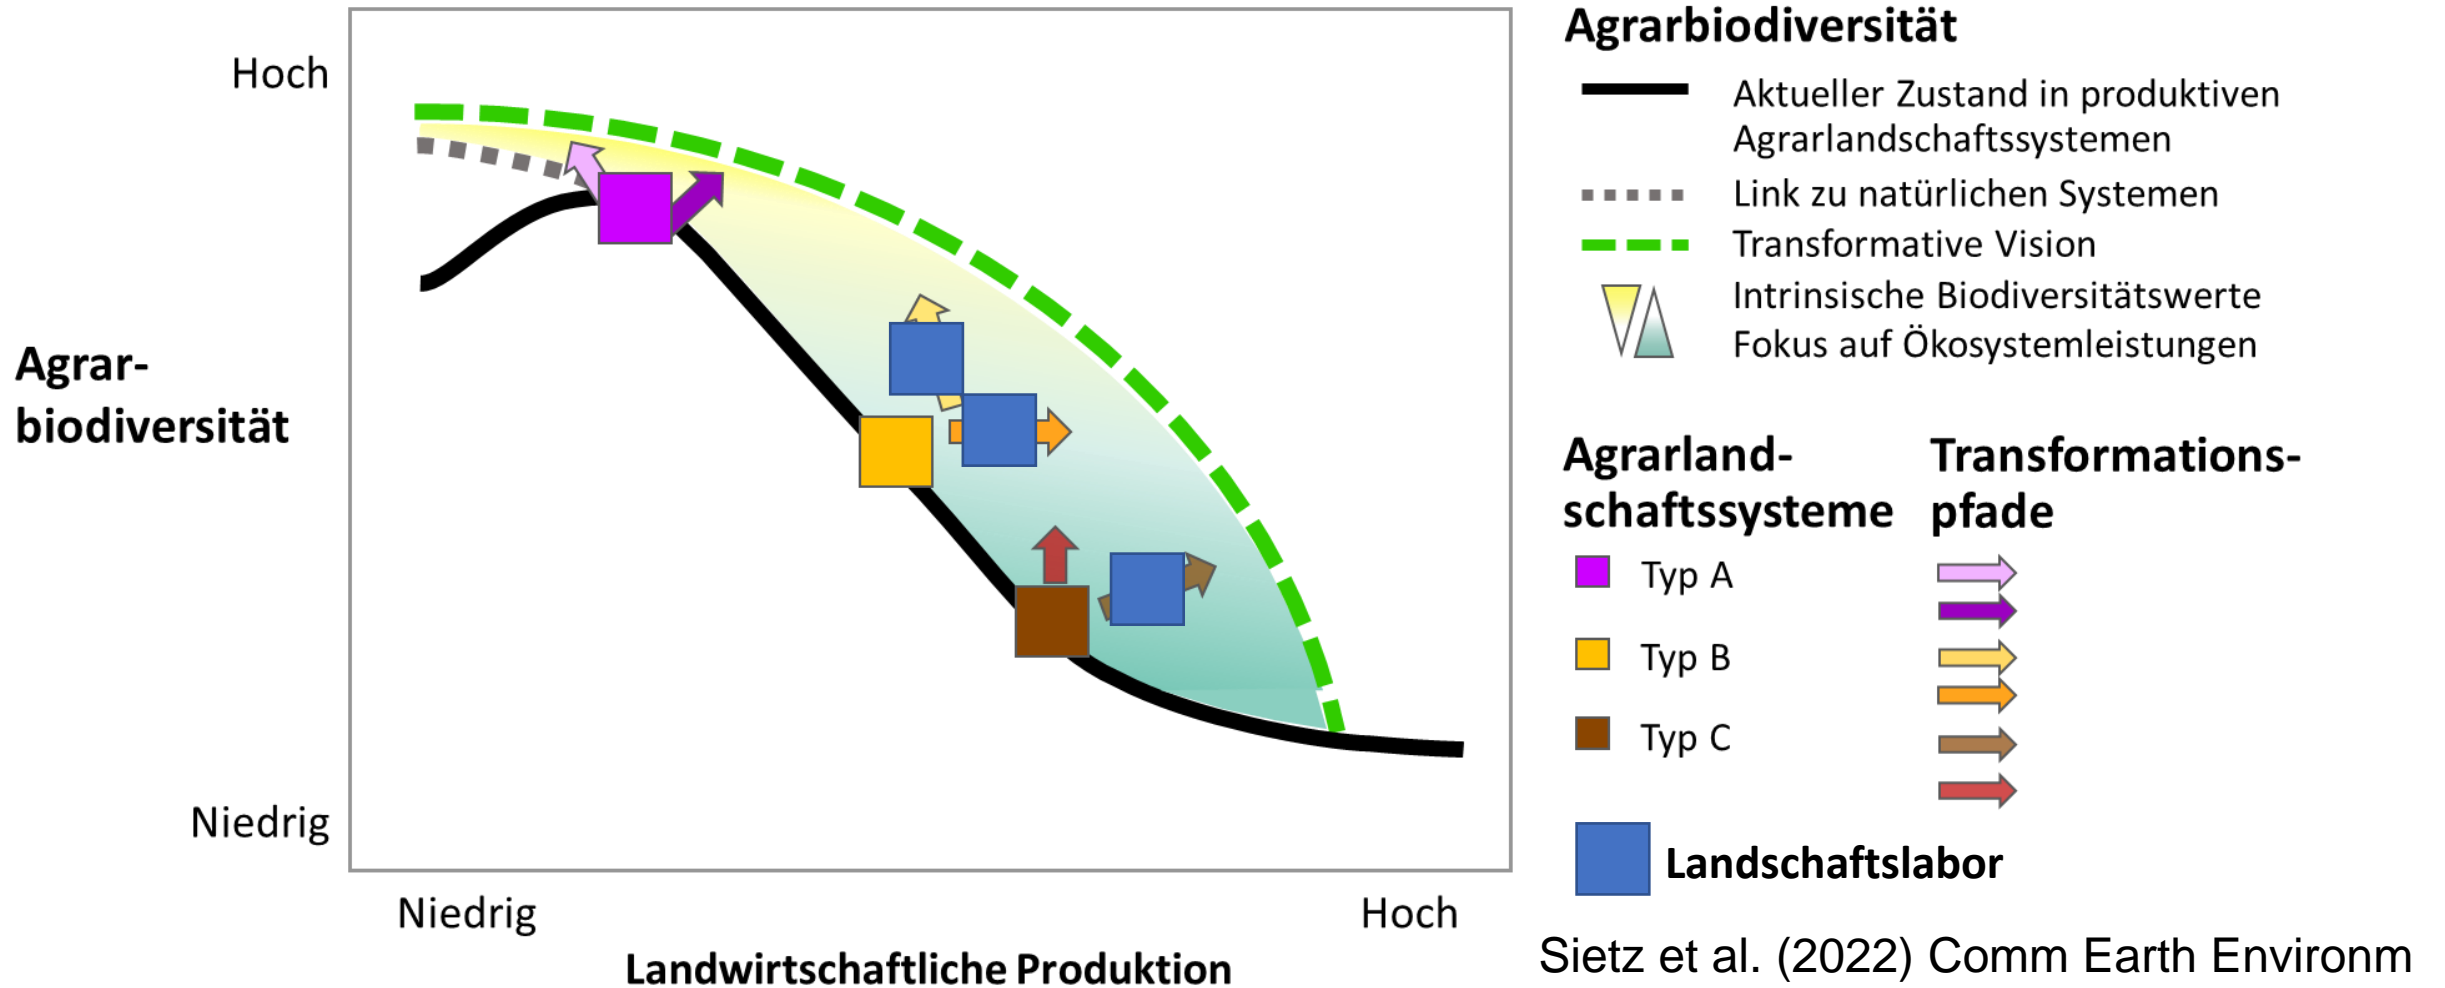 Hoch
Agrar-
biodiversität
Niedrig
Niedrig
Hoch
Landwirtschaftliche Produktion
Agrarbiodiversität
Aktueller Zustand in produktiven
Agrarlandschaftssystemen
Link zu natürlichen Systemen
Transformative Vision
Intrinsische Biodiversitätswerte
Fokus auf Ökosystemleistungen
Agrarland-
schaftssysteme
Transformations-
pfade
Typ A
Typ B
Typ C
Landschaftslabor
Sietz et al. (2022) Comm Earth Environm